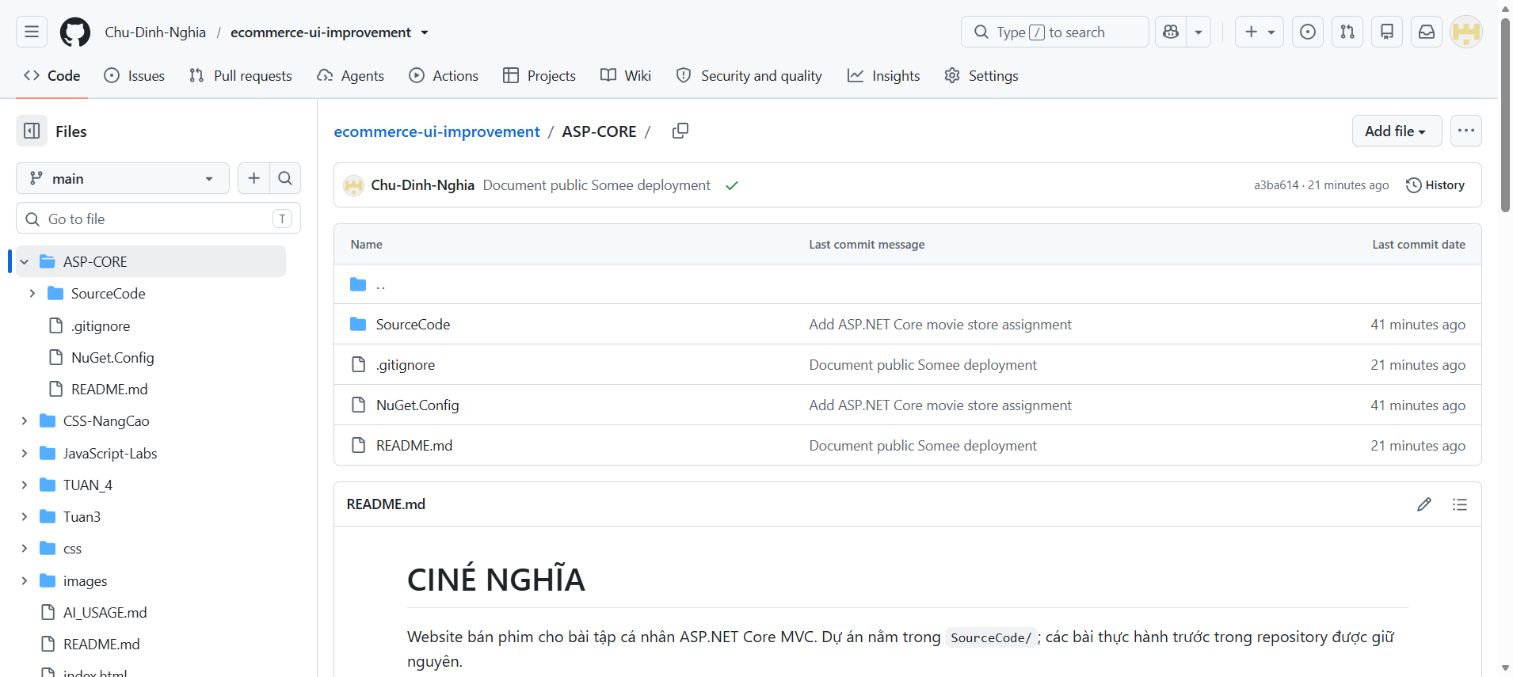 Chu-Dinh-Nghia / ecommerce-ui-improvement
Type / to search
Code Issues Pull requests Agents Actions Projects Wiki Security and quality Insights Settings
Files
main
Go to file T
ASP-CORE
SourceCode
.gitignore
NuGet.Config
README.md
CSS-NangCao
JavaScript-Labs
TUAN_4
Tuan3
css
images
AI_USAGE.md
README.md
index.html
ecommerce-ui-improvement / ASP-CORE /
Add file
Chu-Dinh-Nghia Document public Somee deployment
a3ba614 · 21 minutes ago History
Name Last commit message Last commit date
..
SourceCode Add ASP.NET Core movie store assignment 41 minutes ago
.gitignore Document public Somee deployment 21 minutes ago
NuGet.Config Add ASP.NET Core movie store assignment 41 minutes ago
README.md Document public Somee deployment 21 minutes ago
README.md
CINÉ NGHĨA
Website bán phim cho bài tập cá nhân ASP.NET Core MVC. Dự án nằm trong SourceCode/ ; các bài thực hành trước trong repository được giữ
nguyên.